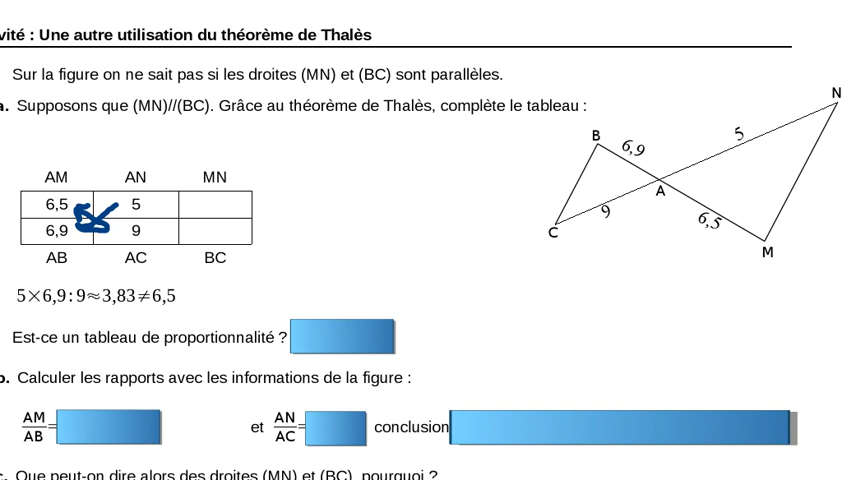 vité : Une autre utilisation du théorème de Thalès
Sur la figure on ne sait pas si les droites (MN) et (BC) sont parallèles.
a. Supposons que (MN)//(BC). Grâce au théorème de Thalès, complète le tableau :
N
B
6,9
5
A
9
6,5
C
M
AM AN MN
6,5 5
6,9 9
AB AC BC
5×6,9:9≈3,83≠6,5
Est-ce un tableau de proportionnalité ?
b. Calculer les rapports avec les informations de la figure :
AM
AB
=
et
AN
AC
=
conclusion
c. Que peut-on dire alors des droites (MN) et (BC), pourquoi ?